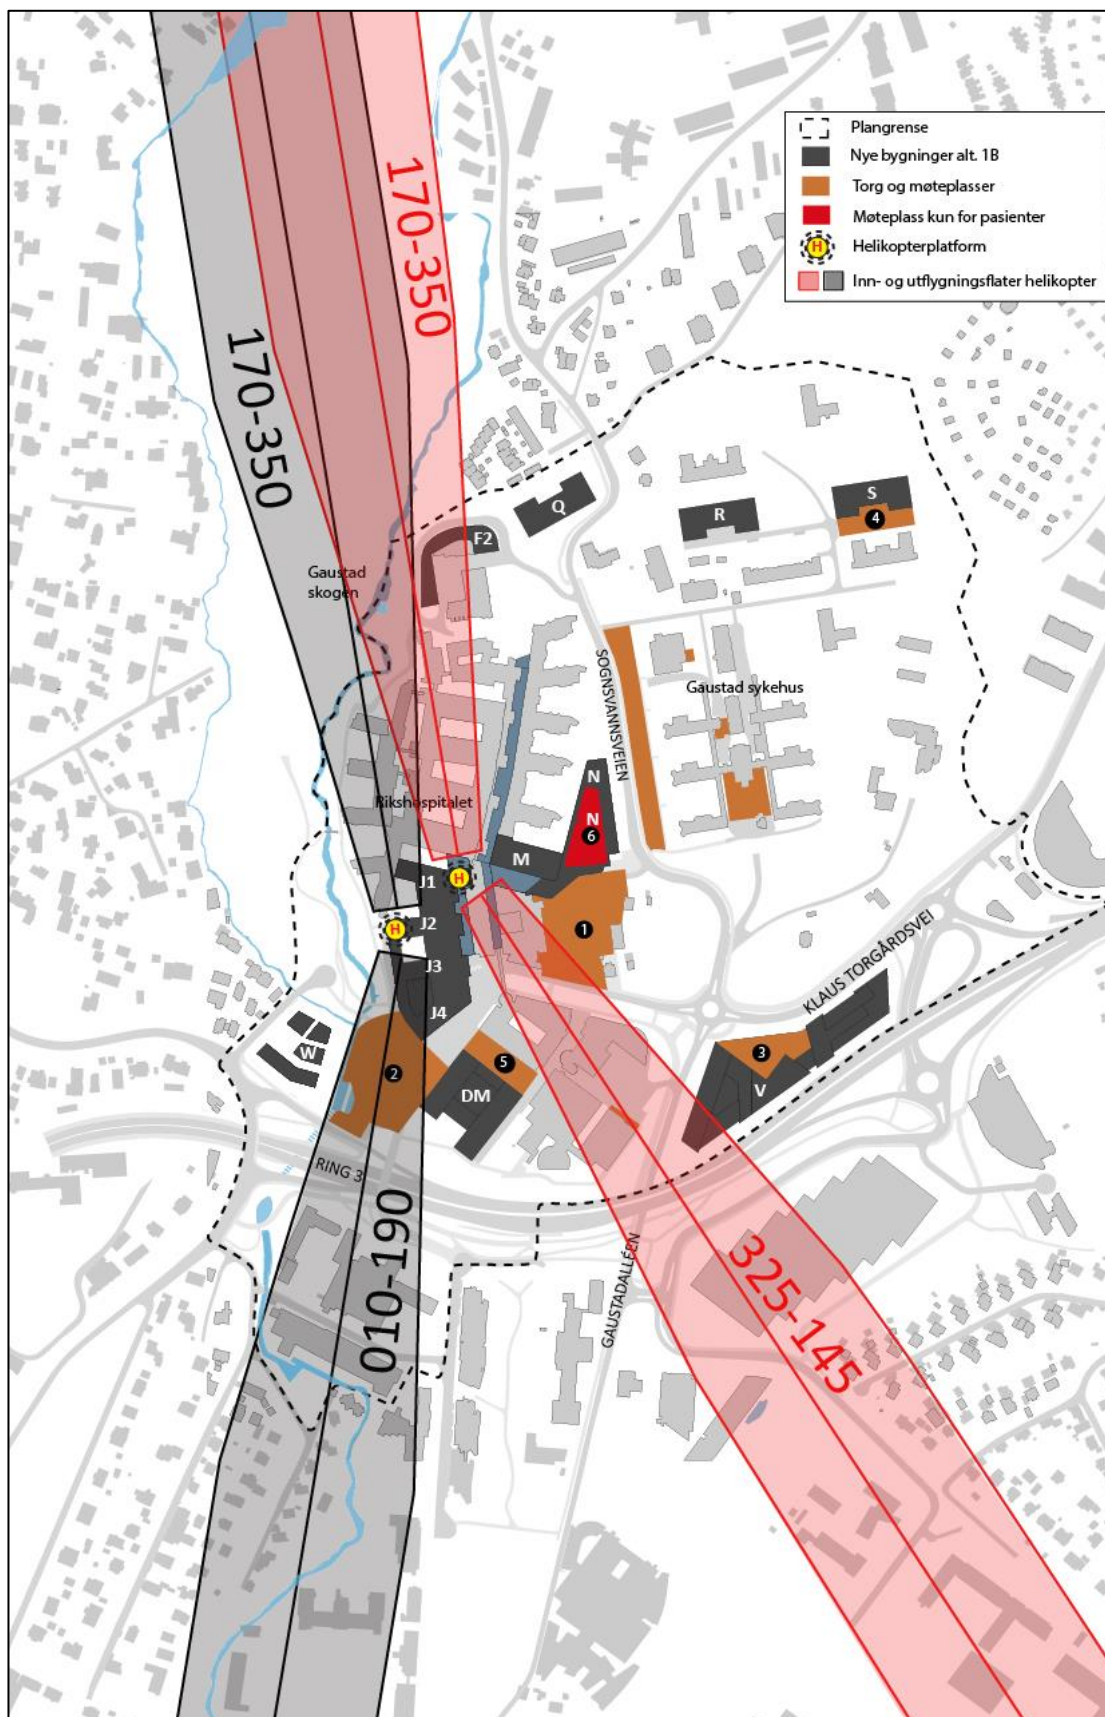 Plangrense
Nye bygninger alt. 1B
Torg og møteplasser
Møteplass kun for pasienter
H
Helikopterplatform
Inn- og utflygningsflater helikopter
170-350
170-350
Q
F2
R
S
4
Gaustad
skogen
SOGNSVANNSVEIEN
Gaustad sykehus
Rikshospitalet
N
N
6
M
J1
H
J2
H
J3
J4
1
KLAUS TORGÅRDSVEI
W
2
5
DM
3
V
RING 3
010-190
GAUSTADALLÉEN
325-145